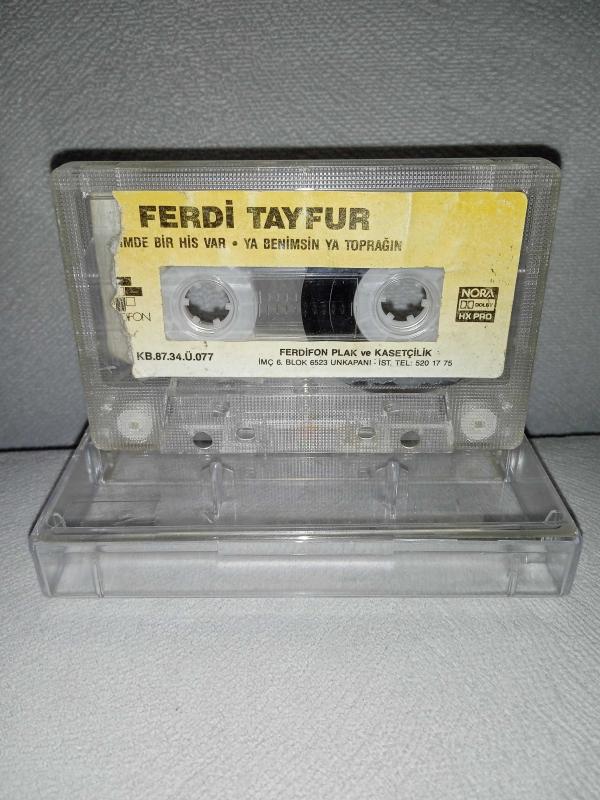 FERDİ TAYFUR
İMDE BİR HİS VAR • YA BENİMSİN YA TOPRAĞIN
NORA
DOLBY
HX PRO
FON
KB.87.34.Ü.077
FERDİFON PLAK ve KASETÇİLİK
İMÇ 6. BLOK 6523 UNKAPANI - İST. TEL: 520 17 75